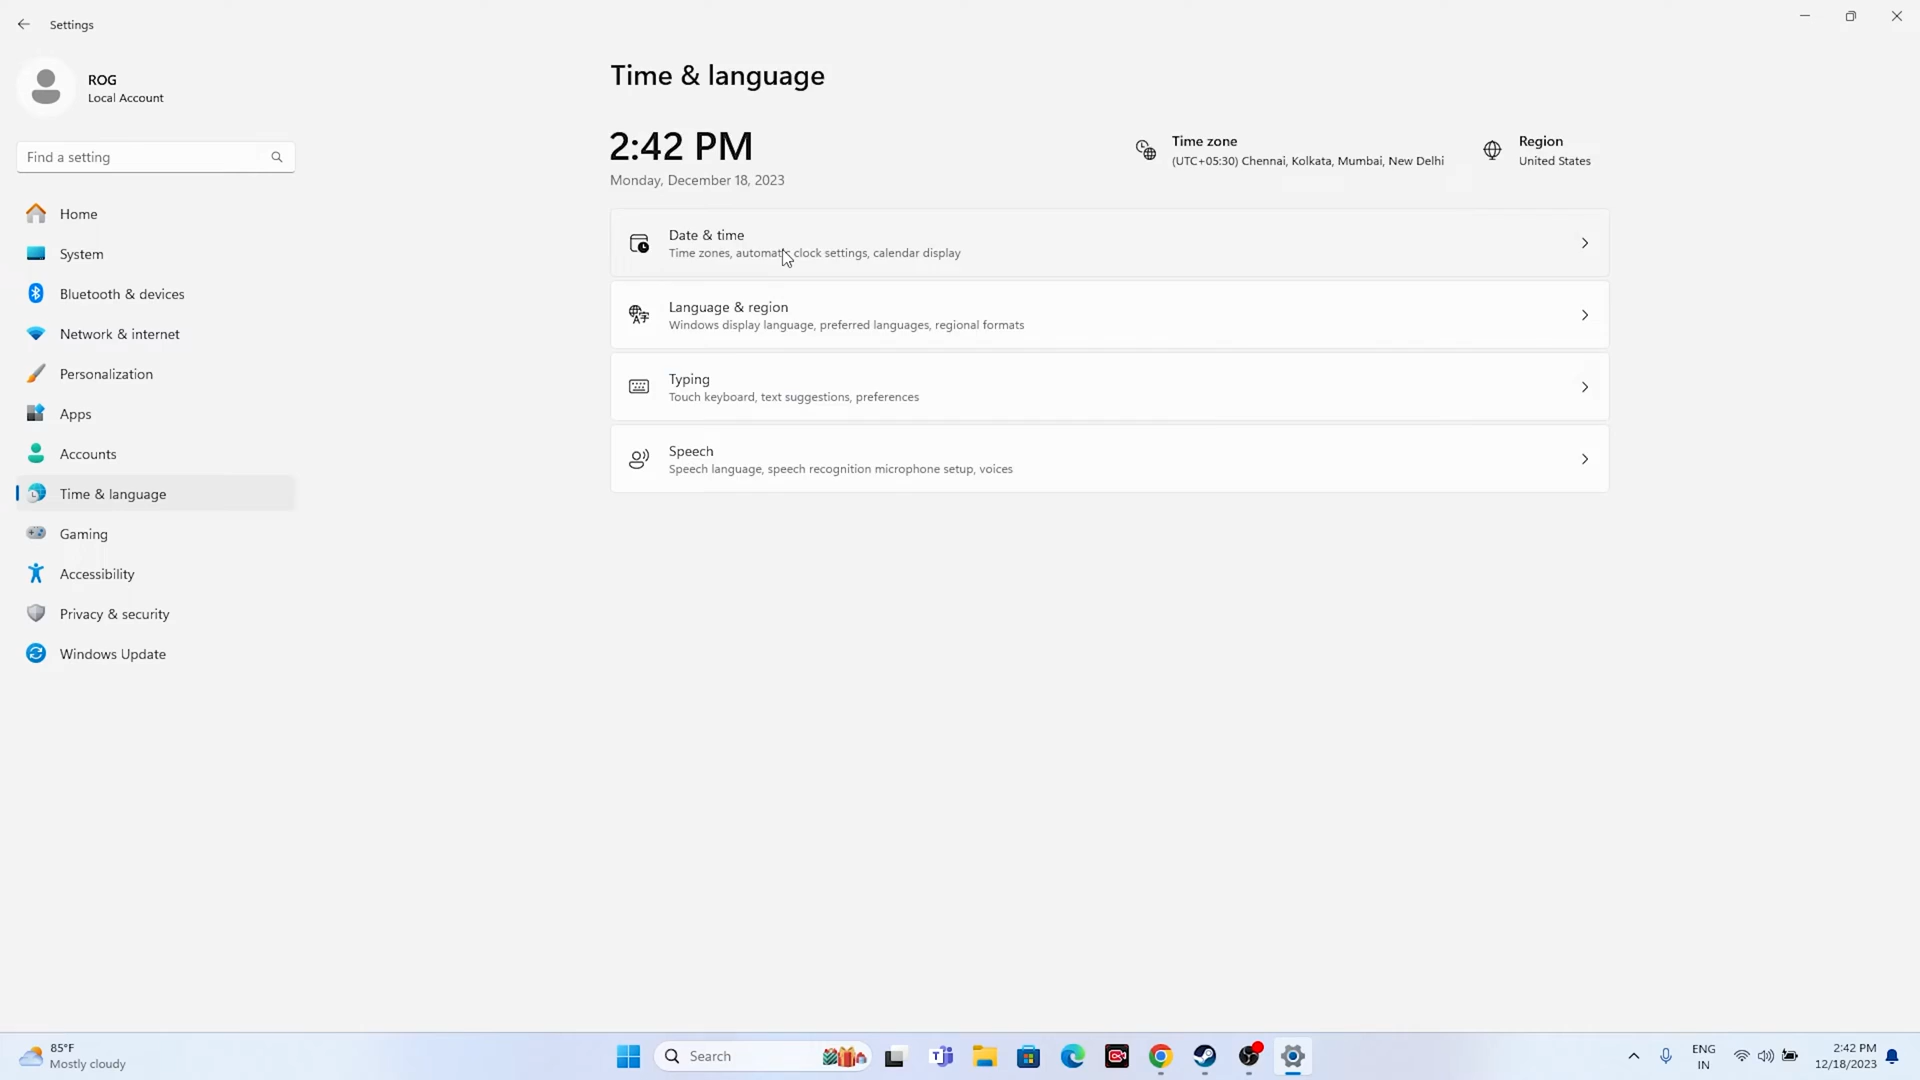 Settings
ROG
Local Account
Find a setting
Home
System
Bluetooth & devices
Network & internet
Personalization
Apps
Accounts
Time & language
Gaming
Accessibility
Privacy & security
Windows Update
Time & language
2:42 PM
Monday, December 18, 2023
Time zone
(UTC+05:30) Chennai, Kolkata, Mumbai, New Delhi
Region
United States
Date & time
Time zones, automatic clock settings, calendar display
Language & region
Windows display language, preferred languages, regional formats
Typing
Touch keyboard, text suggestions, preferences
Speech
Speech language, speech recognition microphone setup, voices
85°F
Mostly cloudy
Search
ENG
IN
2:42 PM
12/18/2023